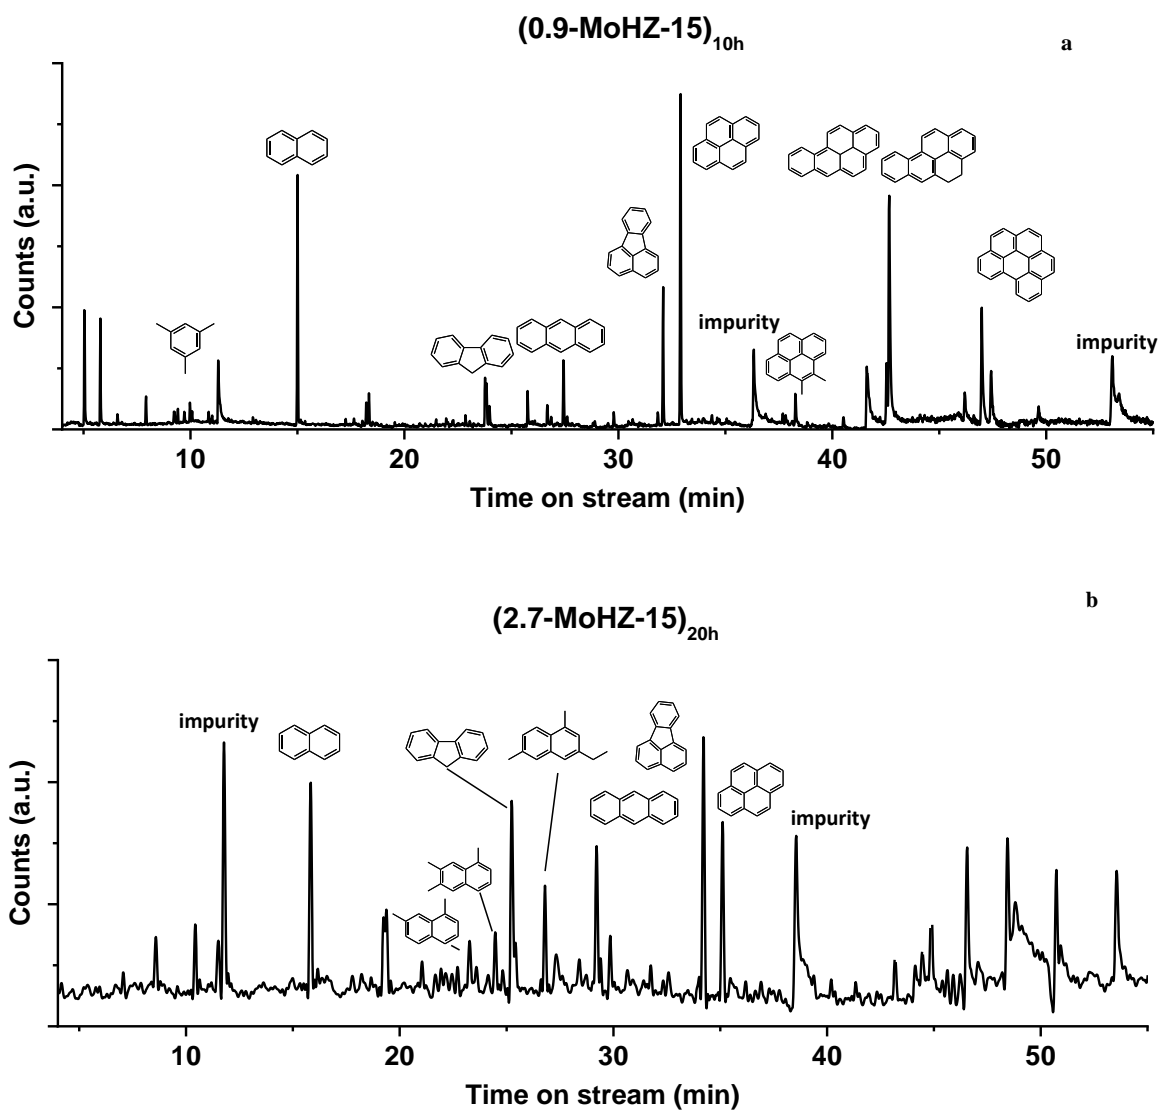 (0.9-MoHZ-15)10h
a
Counts (a.u.)
impurity
impurity
10 20 30 40 50
Time on stream (min)
(2.7-MoHZ-15)20h
b
Counts (a.u.)
impurity
impurity
10 20 30 40 50
Time on stream (min)